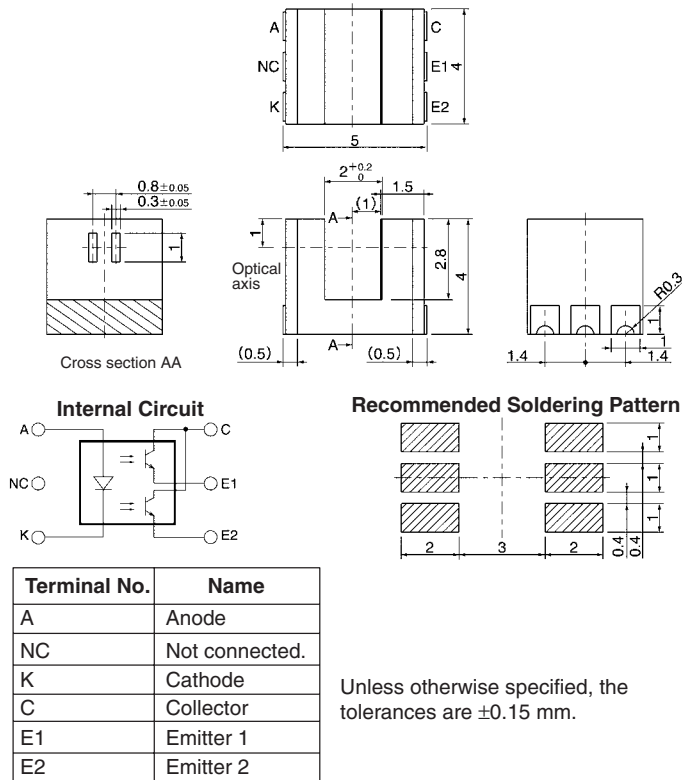 A C
NC E1 4
K E2
5
0.8±0.05
0.3±0.05
1
2 +0.2 0
1.5
(1)
A
1
Optical
axis
2.8
4
A
(0.5) (0.5)
Cross section AA
R0.3
1
1
1.4 1.4
Internal Circuit
A C
NC E1
K E2
Recommended Soldering Pattern
1
1
1
0.4
0.4
2 3 2
Terminal No. Name
A Anode
NC Not connected.
K Cathode
C Collector
E1 Emitter 1
E2 Emitter 2
Unless otherwise specified, the
tolerances are ±0.15 mm.